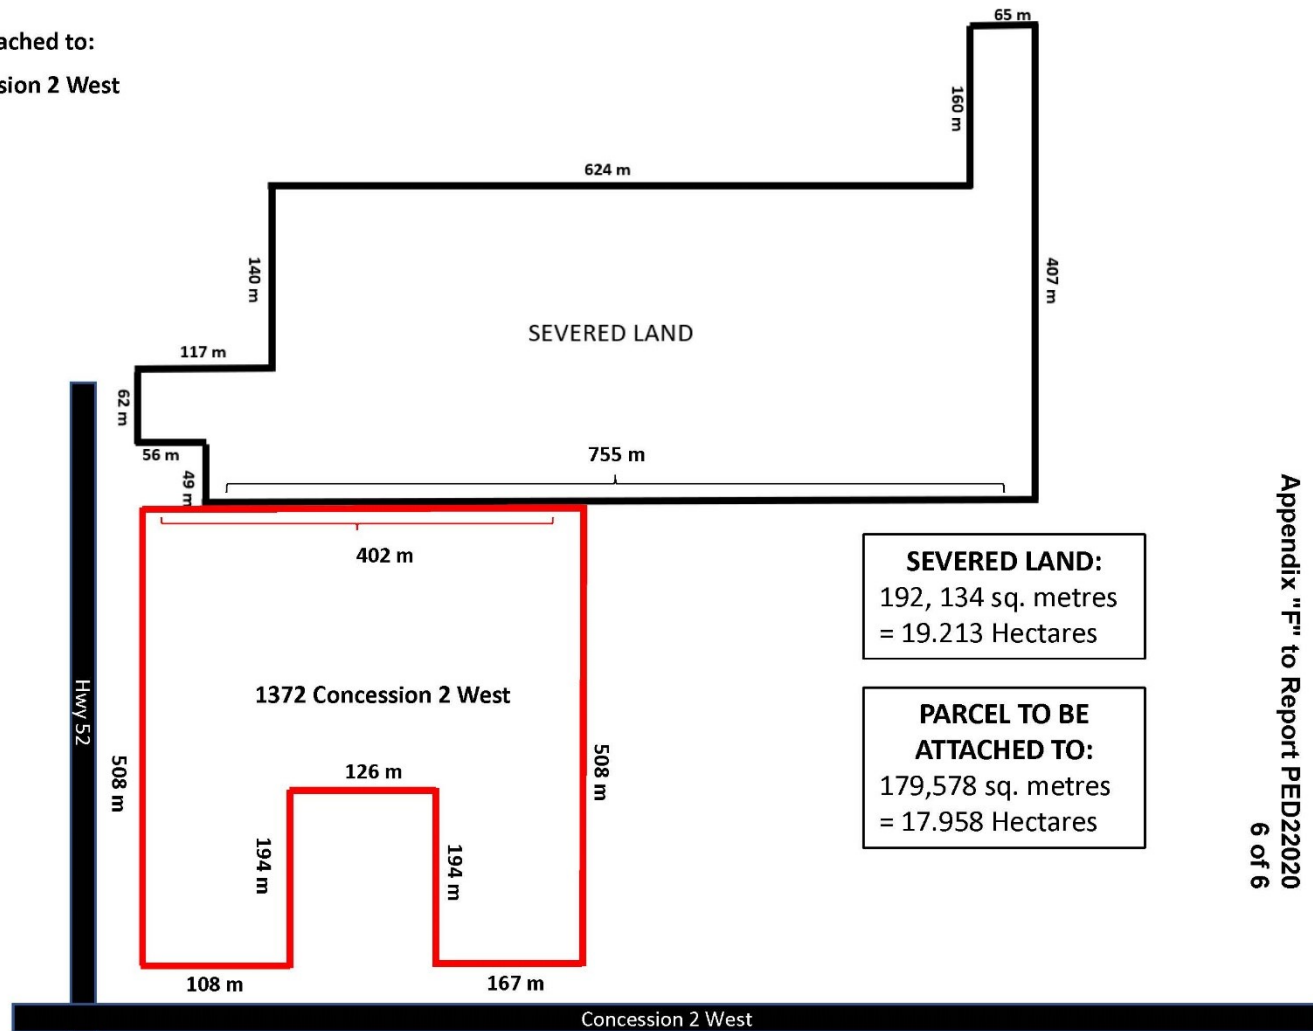 ached to:
sion 2 West
65 m
160 m
624 m
140 m
407 m
SEVERED LAND
117 m
62 m
56 m
49 m
755 m
402 m
SEVERED LAND:
192, 134 sq. metres
= 19.213 Hectares
1372 Concession 2 West
PARCEL TO BE
ATTACHED TO:
179,578 sq. metres
= 17.958 Hectares
Hwy 52
508 m
126 m
508 m
194 m
194 m
108 m
167 m
Concession 2 West
Appendix "F" to Report PED22020
6 of 6